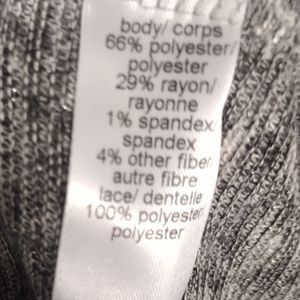 body/ corps
66% polyester/
polyester
29% rayon/
rayonne
1% spandex/
spandex
4% other fiber/
autre fibre
lace/ dentelle
100% polyester/
polyester